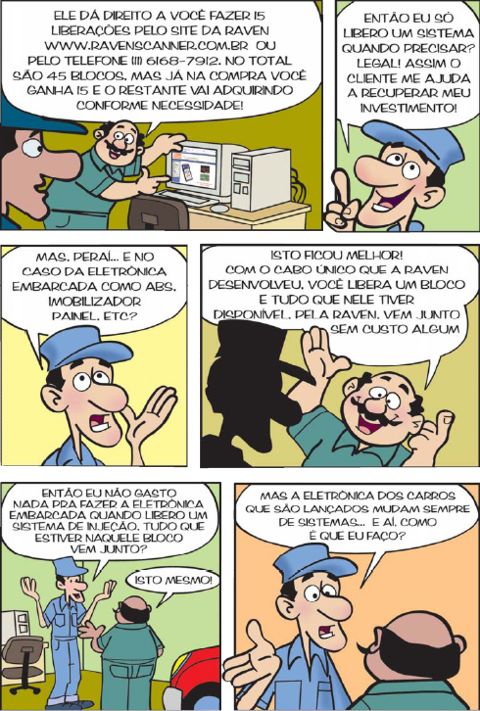 ELE DÁ DIREITO A VOCÊ FAZER 15
LIBERAÇÕES PELO SITE DA RAVEN
WWW.RAVENSCANNER.COM.BR OU
PELO TELEFONE (11) 6168-7912. NO TOTAL
SÃO 45 BLOCOS, MAS JÁ NA COMPRA VOCÊ
GANHA 15 E O RESTANTE VAI ADQUIRINDO
CONFORME NECESSIDADE!
ENTÃO EU SÓ
LIBERO UM SISTEMA
QUANDO PRECISAR?
LEGAL! ASSIM O
CLIENTE ME AJUDA
A RECUPERAR MEU
INVESTIMENTO!
MAS, PERAÍ... E NO
CASO DA ELETRÔNICA
EMBARCADA COMO ABS,
IMOBILIZADOR
PAINEL, ETC?
ISTO FICOU MELHOR!
COM O CABO ÚNICO QUE A RAVEN
DESENVOLVEU, VOCÊ LIBERA UM BLOCO
E TUDO QUE NELE TIVER
DISPONÍVEL, PELA RAVEN, VEM JUNTO
SEM CUSTO ALGUM
ENTÃO EU NÃO GASTO
NADA PRA FAZER A ELETRÔNICA
EMBARCADA QUANDO LIBERO UM
SISTEMA DE INJEÇÃO, TUDO QUE
ESTIVER NAQUELE BLOCO
VEM JUNTO?
ISTO MESMO!
MAS A ELETRÔNICA DOS CARROS
QUE SÃO LANÇADOS MUDAM SEMPRE
DE SISTEMAS... E AÍ, COMO
É QUE EU FAÇO?